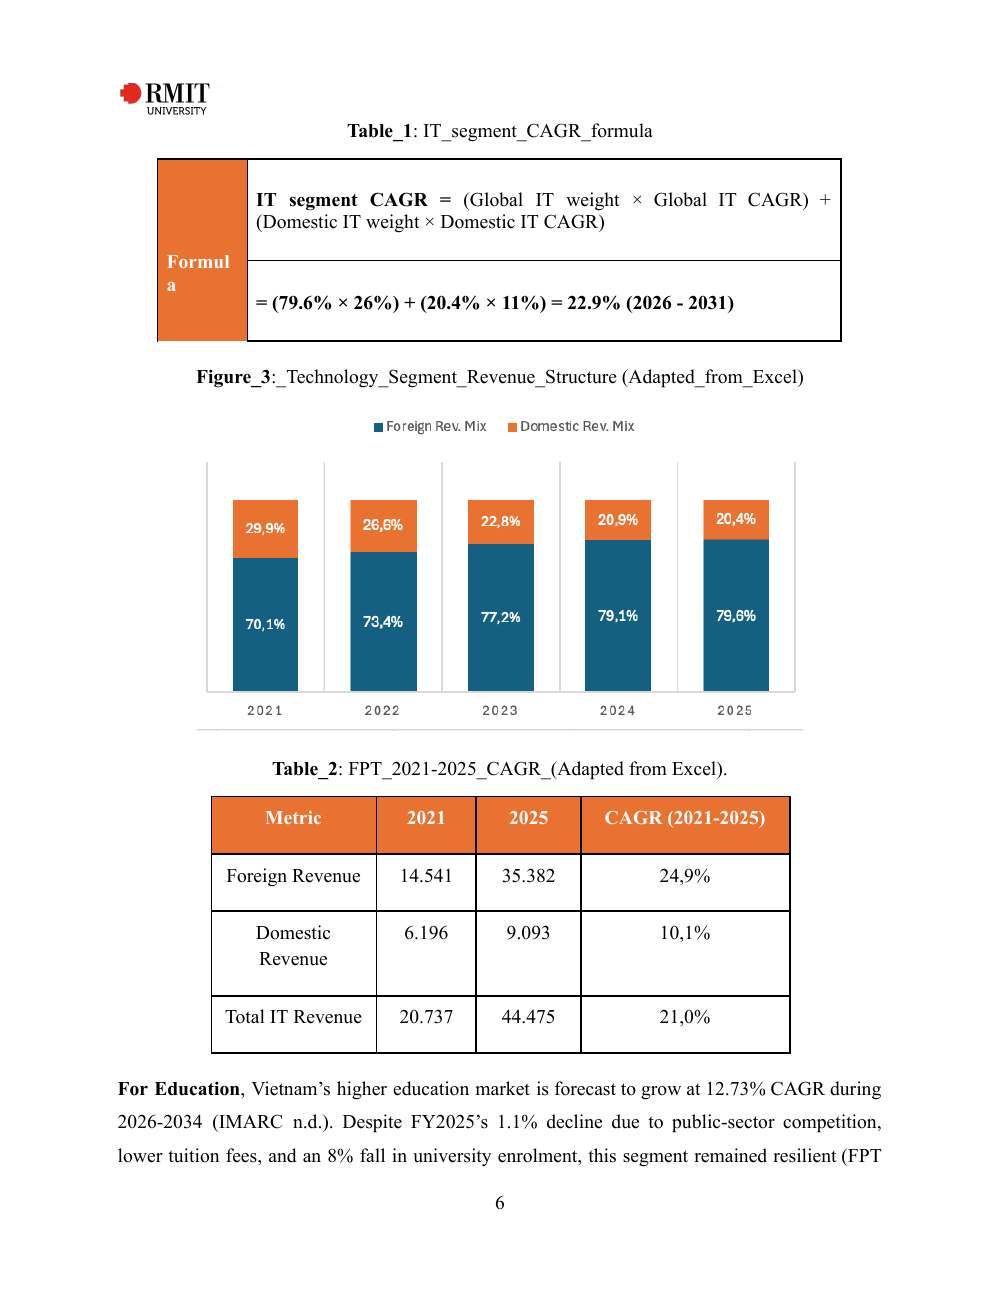 RMIT
UNIVERSITY
Table_1: IT_segment_CAGR_formula
Formul
a
IT segment CAGR = (Global IT weight × Global IT CAGR) +
(Domestic IT weight × Domestic IT CAGR)
= (79.6% × 26%) + (20.4% × 11%) = 22.9% (2026 - 2031)
Figure_3:_Technology_Segment_Revenue_Structure (Adapted_from_Excel)
Foreign Rev. Mix Domestic Rev. Mix
29,9% 26,6% 22,8% 20,9% 20,4%
70,1% 73,4% 77,2% 79,1% 79,6%
2021 2022 2023 2024 2025
Table_2: FPT_2021-2025_CAGR_(Adapted from Excel).
Metric 2021 2025 CAGR (2021-2025)
Foreign Revenue 14.541 35.382 24,9%
Domestic 6.196 9.093 10,1%
Revenue
Total IT Revenue 20.737 44.475 21,0%
For Education, Vietnam’s higher education market is forecast to grow at 12.73% CAGR during
2026-2034 (IMARC n.d.). Despite FY2025’s 1.1% decline due to public-sector competition,
lower tuition fees, and an 8% fall in university enrolment, this segment remained resilient (FPT
6